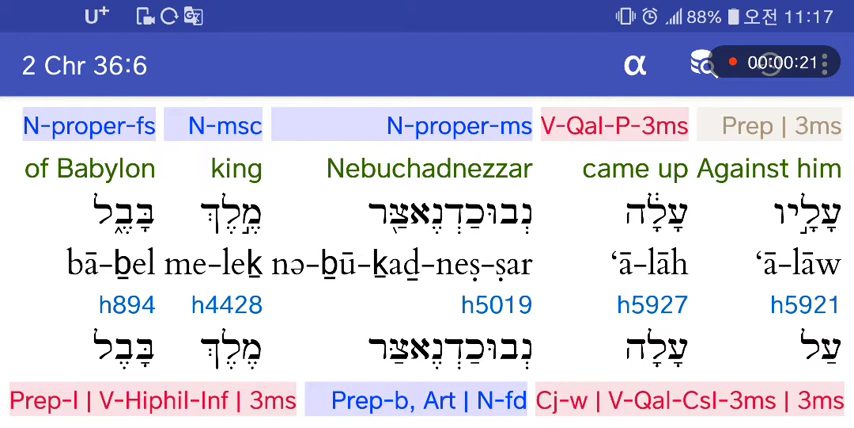 U+ 88% 오전 11:17
2 Chr 36:6 α 00:00:21
N-proper-fs N-msc N-proper-ms V-Qal-P-3ms Prep | 3ms
of Babylon king Nebuchadnezzar came up Against him
עָלָ֣יו עָלָ֔ה נְבוּכַדְנֶאצַּ֖ר מֶ֣לֶךְ בָּבֶ֑ל
bā-ḇel me-leḵ nə-ḇū-ḵaḏ-neṣ-ṣar ‘ā-lāh ‘ā-lāw
h894 h4428 h5019 h5927 h5921
עַל עָלָה נְבוּכַדְנֶאצַּר מֶלֶךְ בָּבֶל
Prep-l | V-Hiphil-Inf | 3ms Prep-b, Art | N-fd Cj-w | V-Qal-CsI-3ms | 3ms